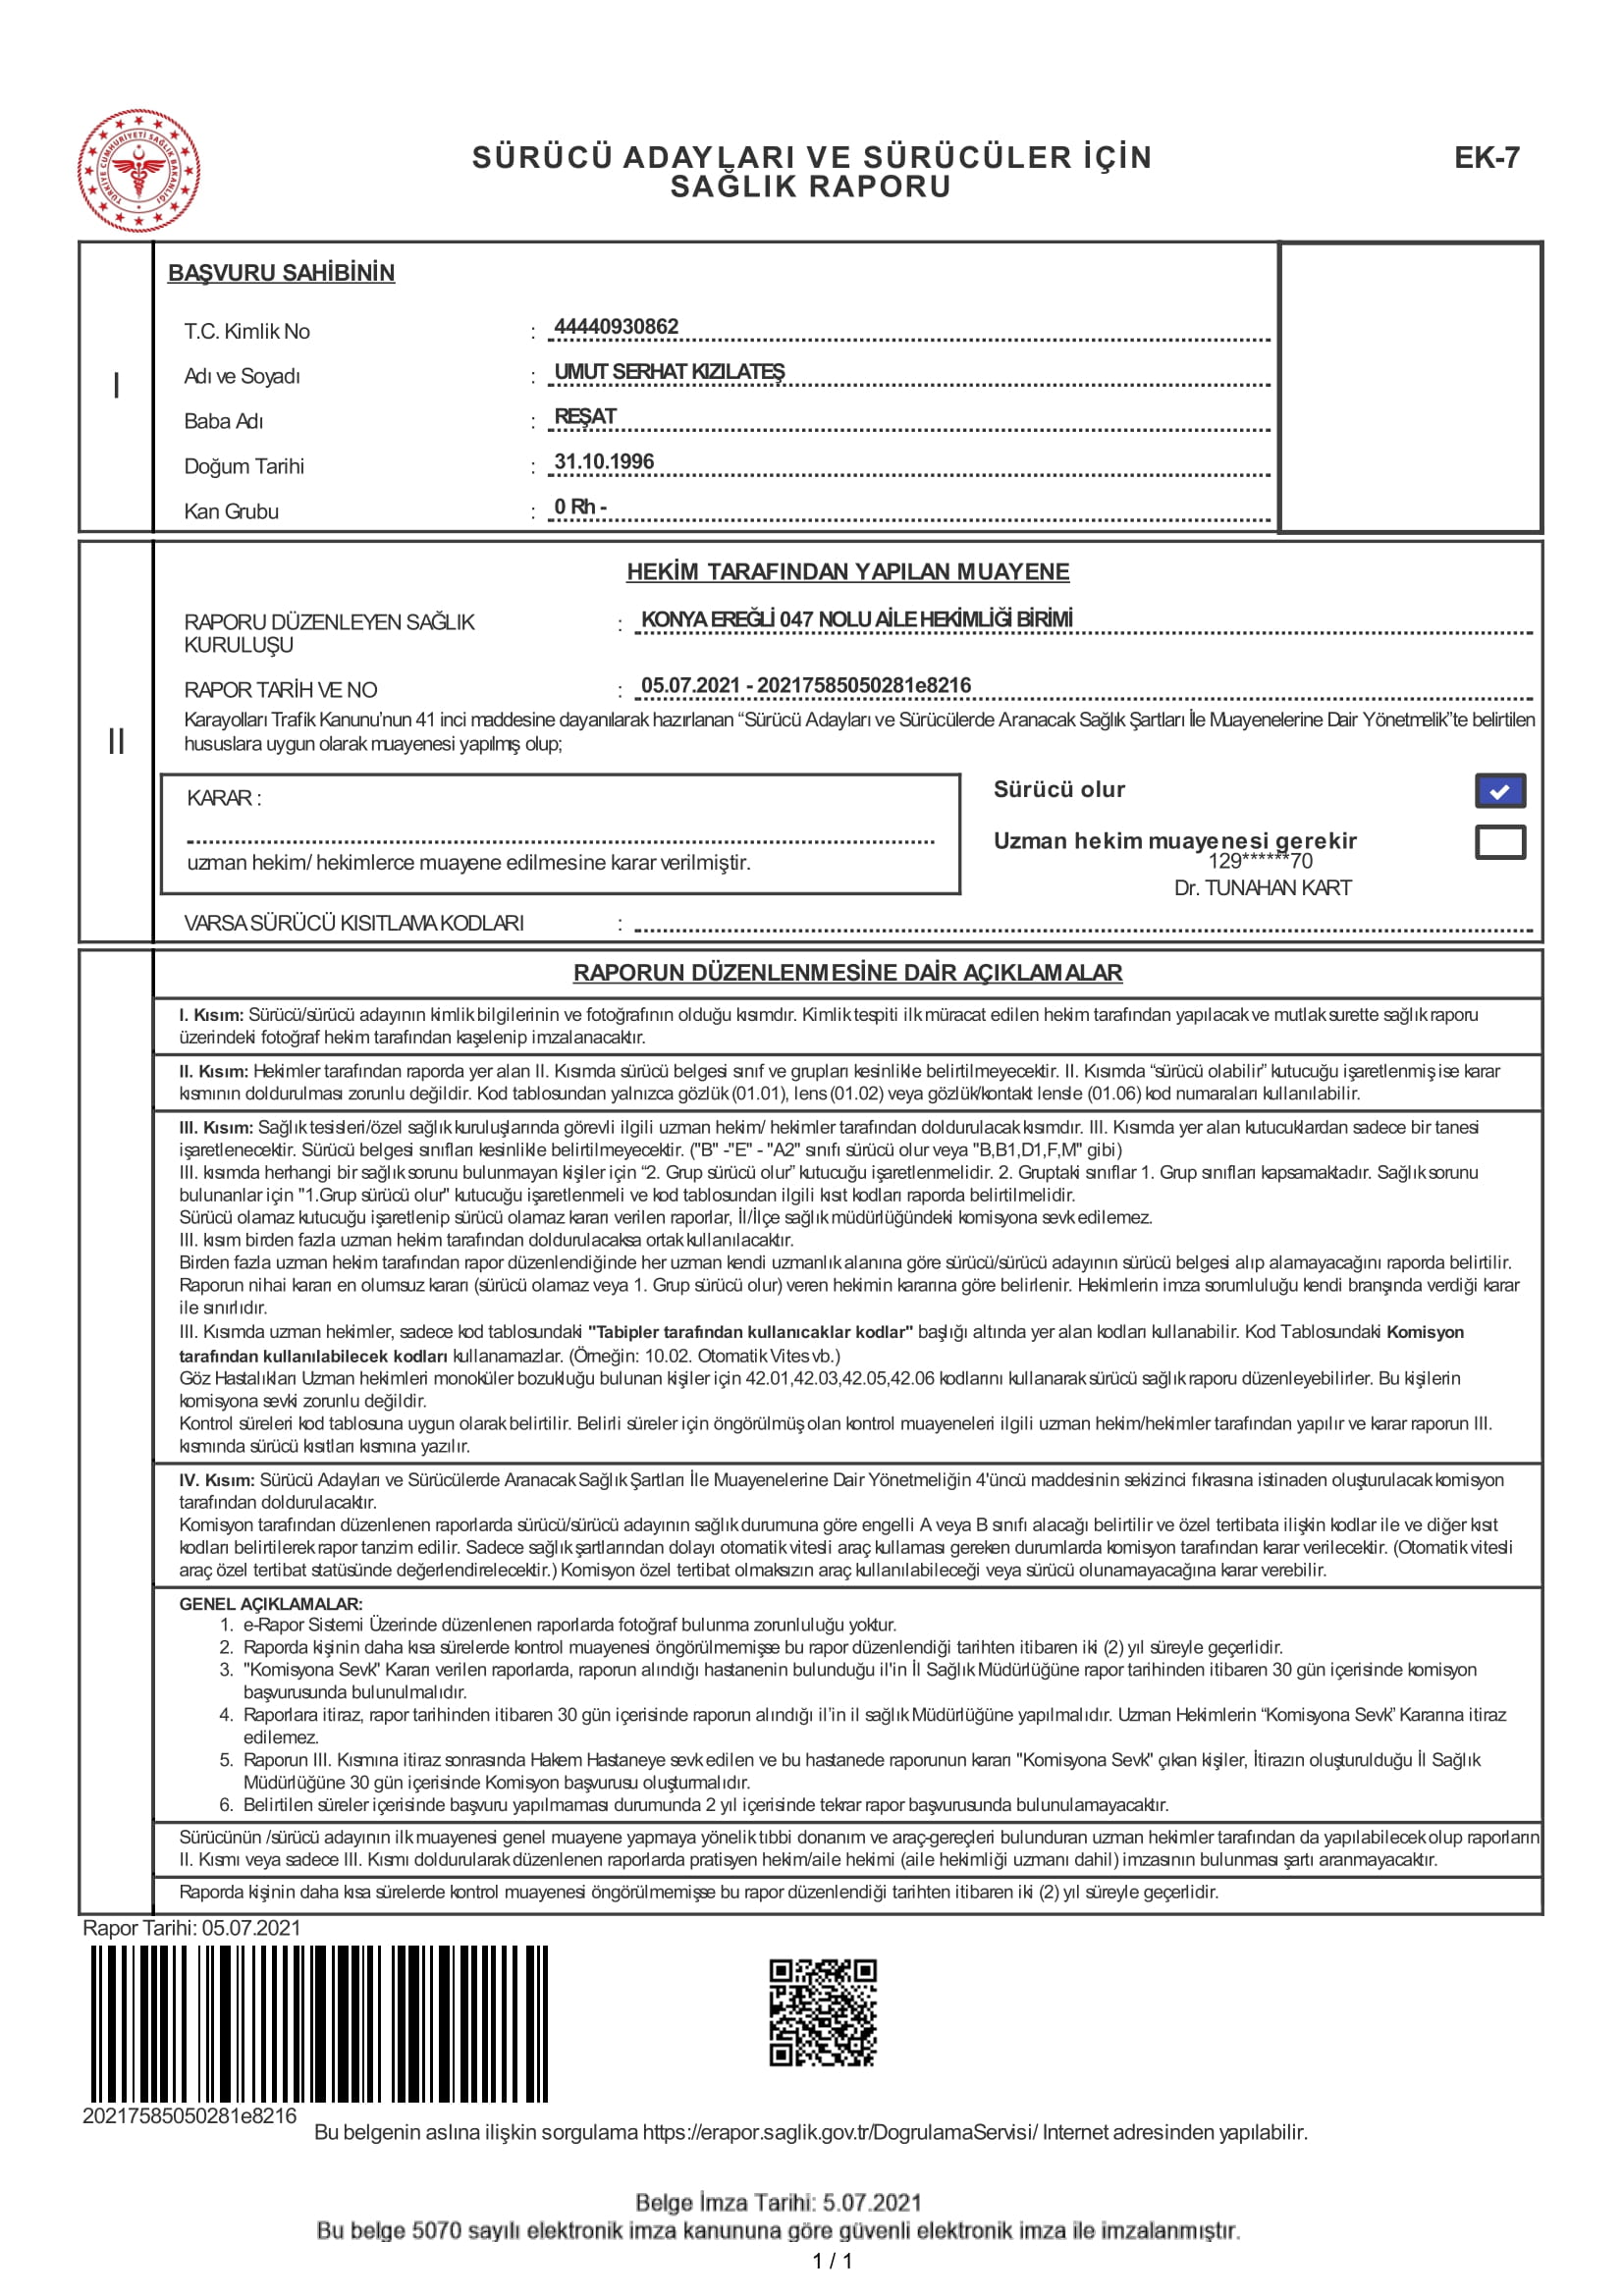 TÜRKİYE CUMHURİYETİ SAĞLIK BAKANLIĞI
SÜRÜCÜ ADAYLARI VE SÜRÜCÜLER İÇİN
SAĞLIK RAPORU
EK-7
I
BAŞVURU SAHİBİNİN
T.C. Kimlik No : 44440930862
Adı ve Soyadı : UMUT SERHAT KIZILATEŞ
Baba Adı : REŞAT
Doğum Tarihi : 31.10.1996
Kan Grubu : 0 Rh -
II
HEKİM TARAFINDAN YAPILAN MUAYENE
RAPORU DÜZENLEYEN SAĞLIK
KURULUŞU : KONYA EREĞLİ 047 NOLU AİLE HEKİMLİĞİ BİRİMİ
RAPOR TARİH VE NO : 05.07.2021 - 20217585050281e8216
Karayolları Trafik Kanunu'nun 41 inci maddesine dayanılarak hazırlanan “Sürücü Adayları ve Sürücülerde Aranacak Sağlık Şartları İle Muayenelerine Dair Yönetmelik”te belirtilen
hususlara uygun olarak muayenesi yapılmış olup;
KARAR :
uzman hekim/ hekimlerce muayene edilmesine karar verilmiştir.
Sürücü olur
Uzman hekim muayenesi gerekir
129******70
Dr. TUNAHAN KART
VARSA SÜRÜCÜ KISITLAMA KODLARI :
RAPORUN DÜZENLENMESİNE DAİR AÇIKLAMALAR
I. Kısım: Sürücü/sürücü adayının kimlik bilgilerinin ve fotoğrafının olduğu kısımdır. Kimlik tespiti ilk müracat edilen hekim tarafından yapılacak ve mutlak surette sağlık raporu
üzerindeki fotoğraf hekim tarafından kaşelenip imzalanacaktır.
II. Kısım: Hekimler tarafından raporda yer alan II. Kısımda sürücü belgesi sınıf ve grupları kesinlikle belirtilmeyecektir. II. Kısımda “sürücü olabilir” kutucuğu işaretlenmiş ise karar
kısmının doldurulması zorunlu değildir. Kod tablosundan yalnızca gözlük (01.01), lens (01.02) veya gözlük/kontakt lensle (01.06) kod numaraları kullanılabilir.
III. Kısım: Sağlık tesisleri/özel sağlık kuruluşlarında görevli ilgili uzman hekim/ hekimler tarafından doldurulacak kısımdır. III. Kısımda yer alan kutucuklardan sadece bir tanesi
işaretlenecektir. Sürücü belgesi sınıfları kesinlikle belirtilmeyecektir. ("B" -"E" - "A2" sınıfı sürücü olur veya "B,B1,D1,F,M" gibi)
III. kısımda herhangi bir sağlık sorunu bulunmayan kişiler için “2. Grup sürücü olur” kutucuğu işaretlenmelidir. 2. Gruptaki sınıflar 1. Grup sınıfları kapsamaktadır. Sağlık sorunu
bulunanlar için "1.Grup sürücü olur" kutucuğu işaretlenmeli ve kod tablosundan ilgili kısıt kodları raporda belirtilmelidir.
Sürücü olamaz kutucuğu işaretlenip sürücü olamaz kararı verilen raporlar, İl/İlçe sağlık müdürlüğündeki komisyona sevk edilemez.
III. kısım birden fazla uzman hekim tarafından doldurulacaksa ortak kullanılacaktır.
Birden fazla uzman hekim tarafından rapor düzenlendiğinde her uzman kendi uzmanlık alanına göre sürücü/sürücü adayının sürücü belgesi alıp alamayacağını raporda belirtilir.
Raporun nihai kararı en olumsuz kararı (sürücü olamaz veya 1. Grup sürücü olur) veren hekimin kararına göre belirlenir. Hekimlerin imza sorumluluğu kendi branşında verdiği karar
ile sınırlıdır.
III. Kısımda uzman hekimler, sadece kod tablosundaki "Tabipler tarafından kullanıcaklar kodlar" başlığı altında yer alan kodları kullanabilir. Kod Tablosundaki Komisyon
tarafından kullanılabilecek kodları kullanamazlar. (Örneğin: 10.02. Otomatik Vites vb.)
Göz Hastalıkları Uzman hekimleri monoküler bozukluğu bulunan kişiler için 42.01,42.03,42.05,42.06 kodlarını kullanarak sürücü sağlık raporu düzenleyebilirler. Bu kişilerin
komisyona sevki zorunlu değildir.
Kontrol süreleri kod tablosuna uygun olarak belirtilir. Belirli süreler için öngörülmüş olan kontrol muayeneleri ilgili uzman hekim/hekimler tarafından yapılır ve karar raporun III.
kısmında sürücü kısıtları kısmına yazılır.
IV. Kısım: Sürücü Adayları ve Sürücülerde Aranacak Sağlık Şartları İle Muayenelerine Dair Yönetmeliğin 4'üncü maddesinin sekizinci fıkrasına istinaden oluşturulacak komisyon
tarafından doldurulacaktır.
Komisyon tarafından düzenlenen raporlarda sürücü/sürücü adayının sağlık durumuna göre engelli A veya B sınıfı alacağı belirtilir ve özel tertibata ilişkin kodlar ile ve diğer kısıt
kodları belirtilerek rapor tanzim edilir. Sadece sağlık şartlarından dolayı otomatik vitesli araç kullaması gereken durumlarda komisyon tarafından karar verilecektir. (Otomatik vitesli
araç özel tertibat statüsünde değerlendirelecektir.) Komisyon özel tertibat olmaksızın araç kullanılabileceği veya sürücü olunamayacağına karar verebilir.
GENEL AÇIKLAMALAR:
1. e-Rapor Sistemi Üzerinde düzenlenen raporlarda fotoğraf bulunma zorunluluğu yoktur.
2. Raporda kişinin daha kısa sürelerde kontrol muayenesi öngörülmemişse bu rapor düzenlendiği tarihten itibaren iki (2) yıl süreyle geçerlidir.
3. "Komisyona Sevk" Kararı verilen raporlarda, raporun alındığı hastanenin bulunduğu il'in İl Sağlık Müdürlüğüne rapor tarihinden itibaren 30 gün içerisinde komisyon
başvurusunda bulunulmalıdır.
4. Raporlara itiraz, rapor tarihinden itibaren 30 gün içerisinde raporun alındığı il'in il sağlık Müdürlüğüne yapılmalıdır. Uzman Hekimlerin “Komisyona Sevk” Kararına itiraz
edilemez.
5. Raporun III. Kısmına itiraz sonrasında Hakem Hastaneye sevk edilen ve bu hastanede raporunun kararı "Komisyona Sevk" çıkan kişiler, İtirazın oluşturulduğu İl Sağlık
Müdürlüğüne 30 gün içerisinde Komisyon başvurusu oluşturmalıdır.
6. Belirtilen süreler içerisinde başvuru yapılmaması durumunda 2 yıl içerisinde tekrar rapor başvurusunda bulunulamayacaktır.
Sürücünün /sürücü adayının ilk muayenesi genel muayene yapmaya yönelik tıbbi donanım ve araç-gereçleri bulunduran uzman hekimler tarafından da yapılabilecek olup raporların
II. Kısmı veya sadece III. Kısmı doldurularak düzenlenen raporlarda pratisyen hekim/aile hekimi (aile hekimliği uzmanı dahil) imzasının bulunması şartı aranmayacaktır.
Raporda kişinin daha kısa sürelerde kontrol muayenesi öngörülmemişse bu rapor düzenlendiği tarihten itibaren iki (2) yıl süreyle geçerlidir.
Rapor Tarihi: 05.07.2021
20217585050281e8216
Bu belgenin aslına ilişkin sorgulama https://erapor.saglik.gov.tr/DogrulamaServisi/ Internet adresinden yapılabilir.
Belge İmza Tarihi: 5.07.2021
Bu belge 5070 sayılı elektronik imza kanununa göre güvenli elektronik imza ile imzalanmıştır.
1 / 1